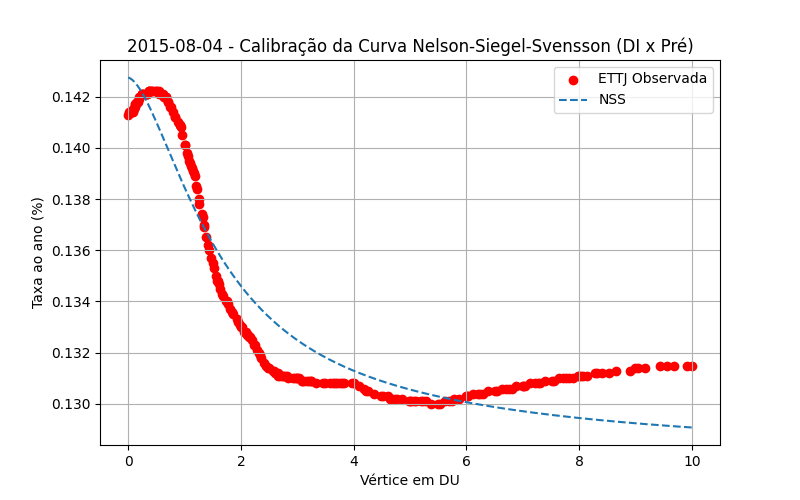 2015-08-04 - Calibração da Curva Nelson-Siegel-Svensson (DI x Pré)
ETTJ Observada
NSS
Taxa ao ano (%)
0.142
0.140
0.138
0.136
0.134
0.132
0.130
0 2 4 6 8 10
Vértice em DU